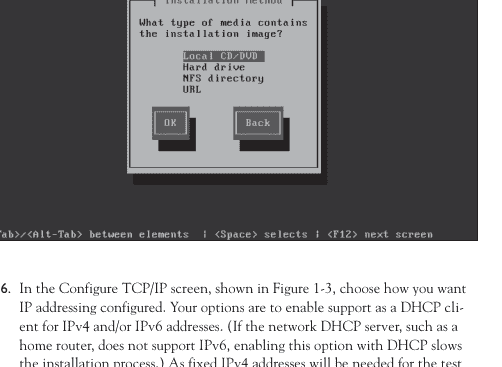 Installation Method
What type of media contains
the installation image?
Local CD/DVD
Hard drive
NFS directory
URL
OK
Back
Tab>/<Alt-Tab> between elements | <Space> selects | <F12> next screen
6. In the Configure TCP/IP screen, shown in Figure 1-3, choose how you want
IP addressing configured. Your options are to enable support as a DHCP cli-
ent for IPv4 and/or IPv6 addresses. (If the network DHCP server, such as a
home router, does not support IPv6, enabling this option with DHCP slows
the installation process.) As fixed IPv4 addresses will be needed for the test